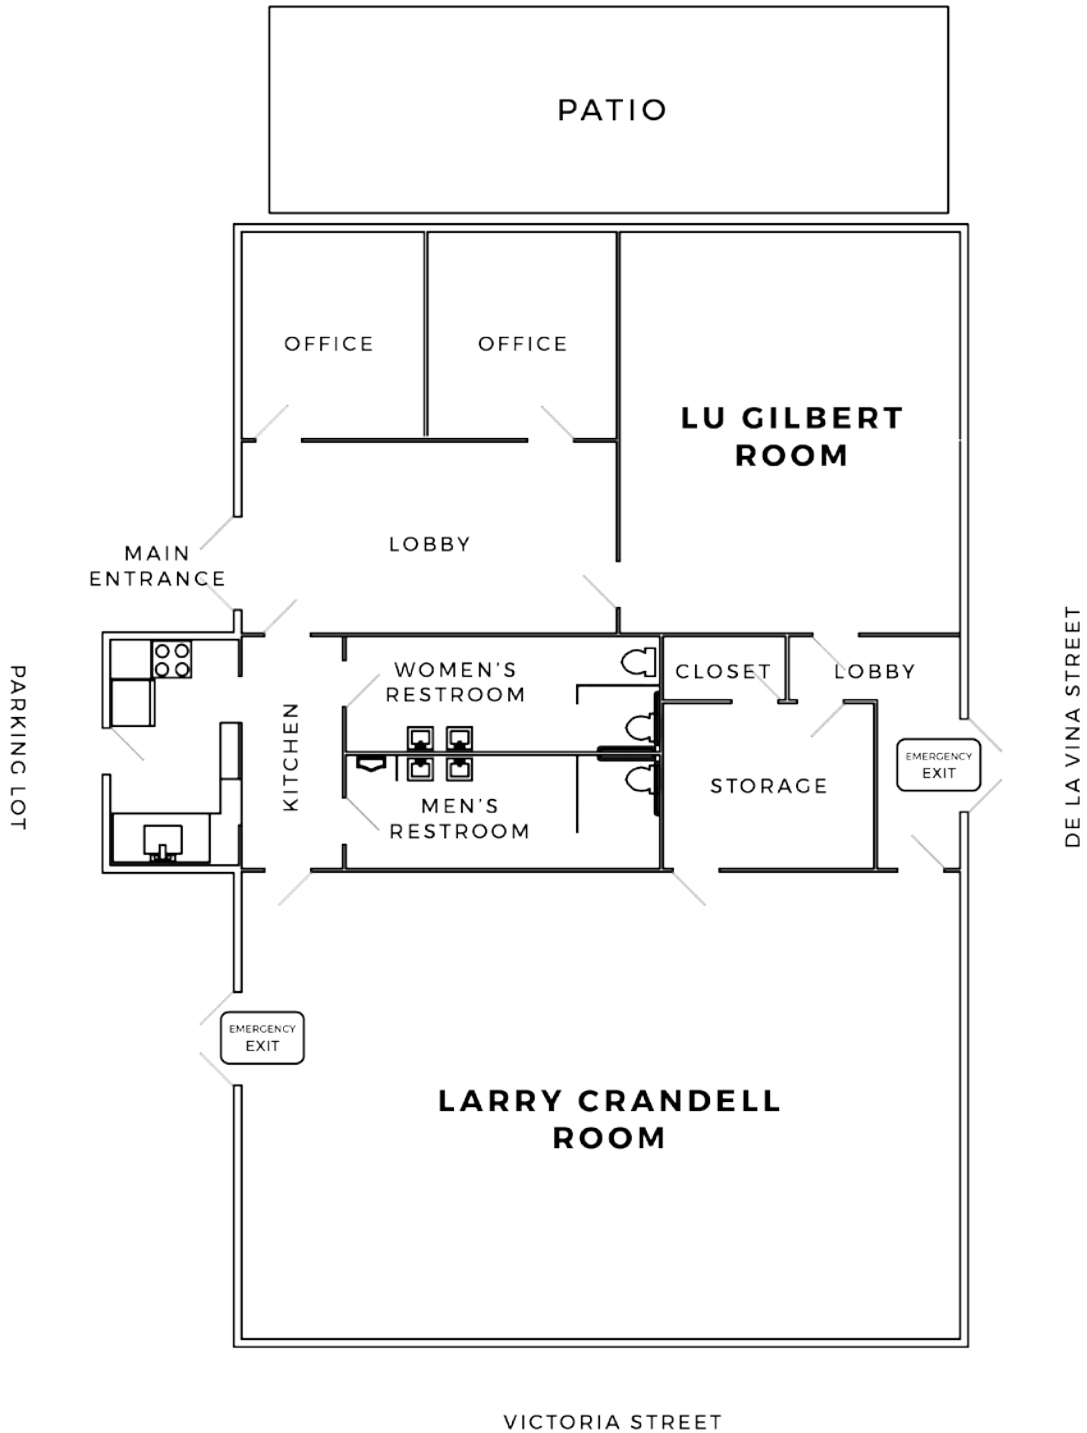 PATIO
OFFICE
OFFICE
LU GILBERT
ROOM
LOBBY
MAIN
ENTRANCE
PARKING LOT
KITCHEN
WOMEN'S
RESTROOM
CLOSET
LOBBY
DE LA VINA STREET
EMERGENCY
EXIT
STORAGE
MEN'S
RESTROOM
EMERGENCY
EXIT
LARRY CRANDELL
ROOM
VICTORIA STREET